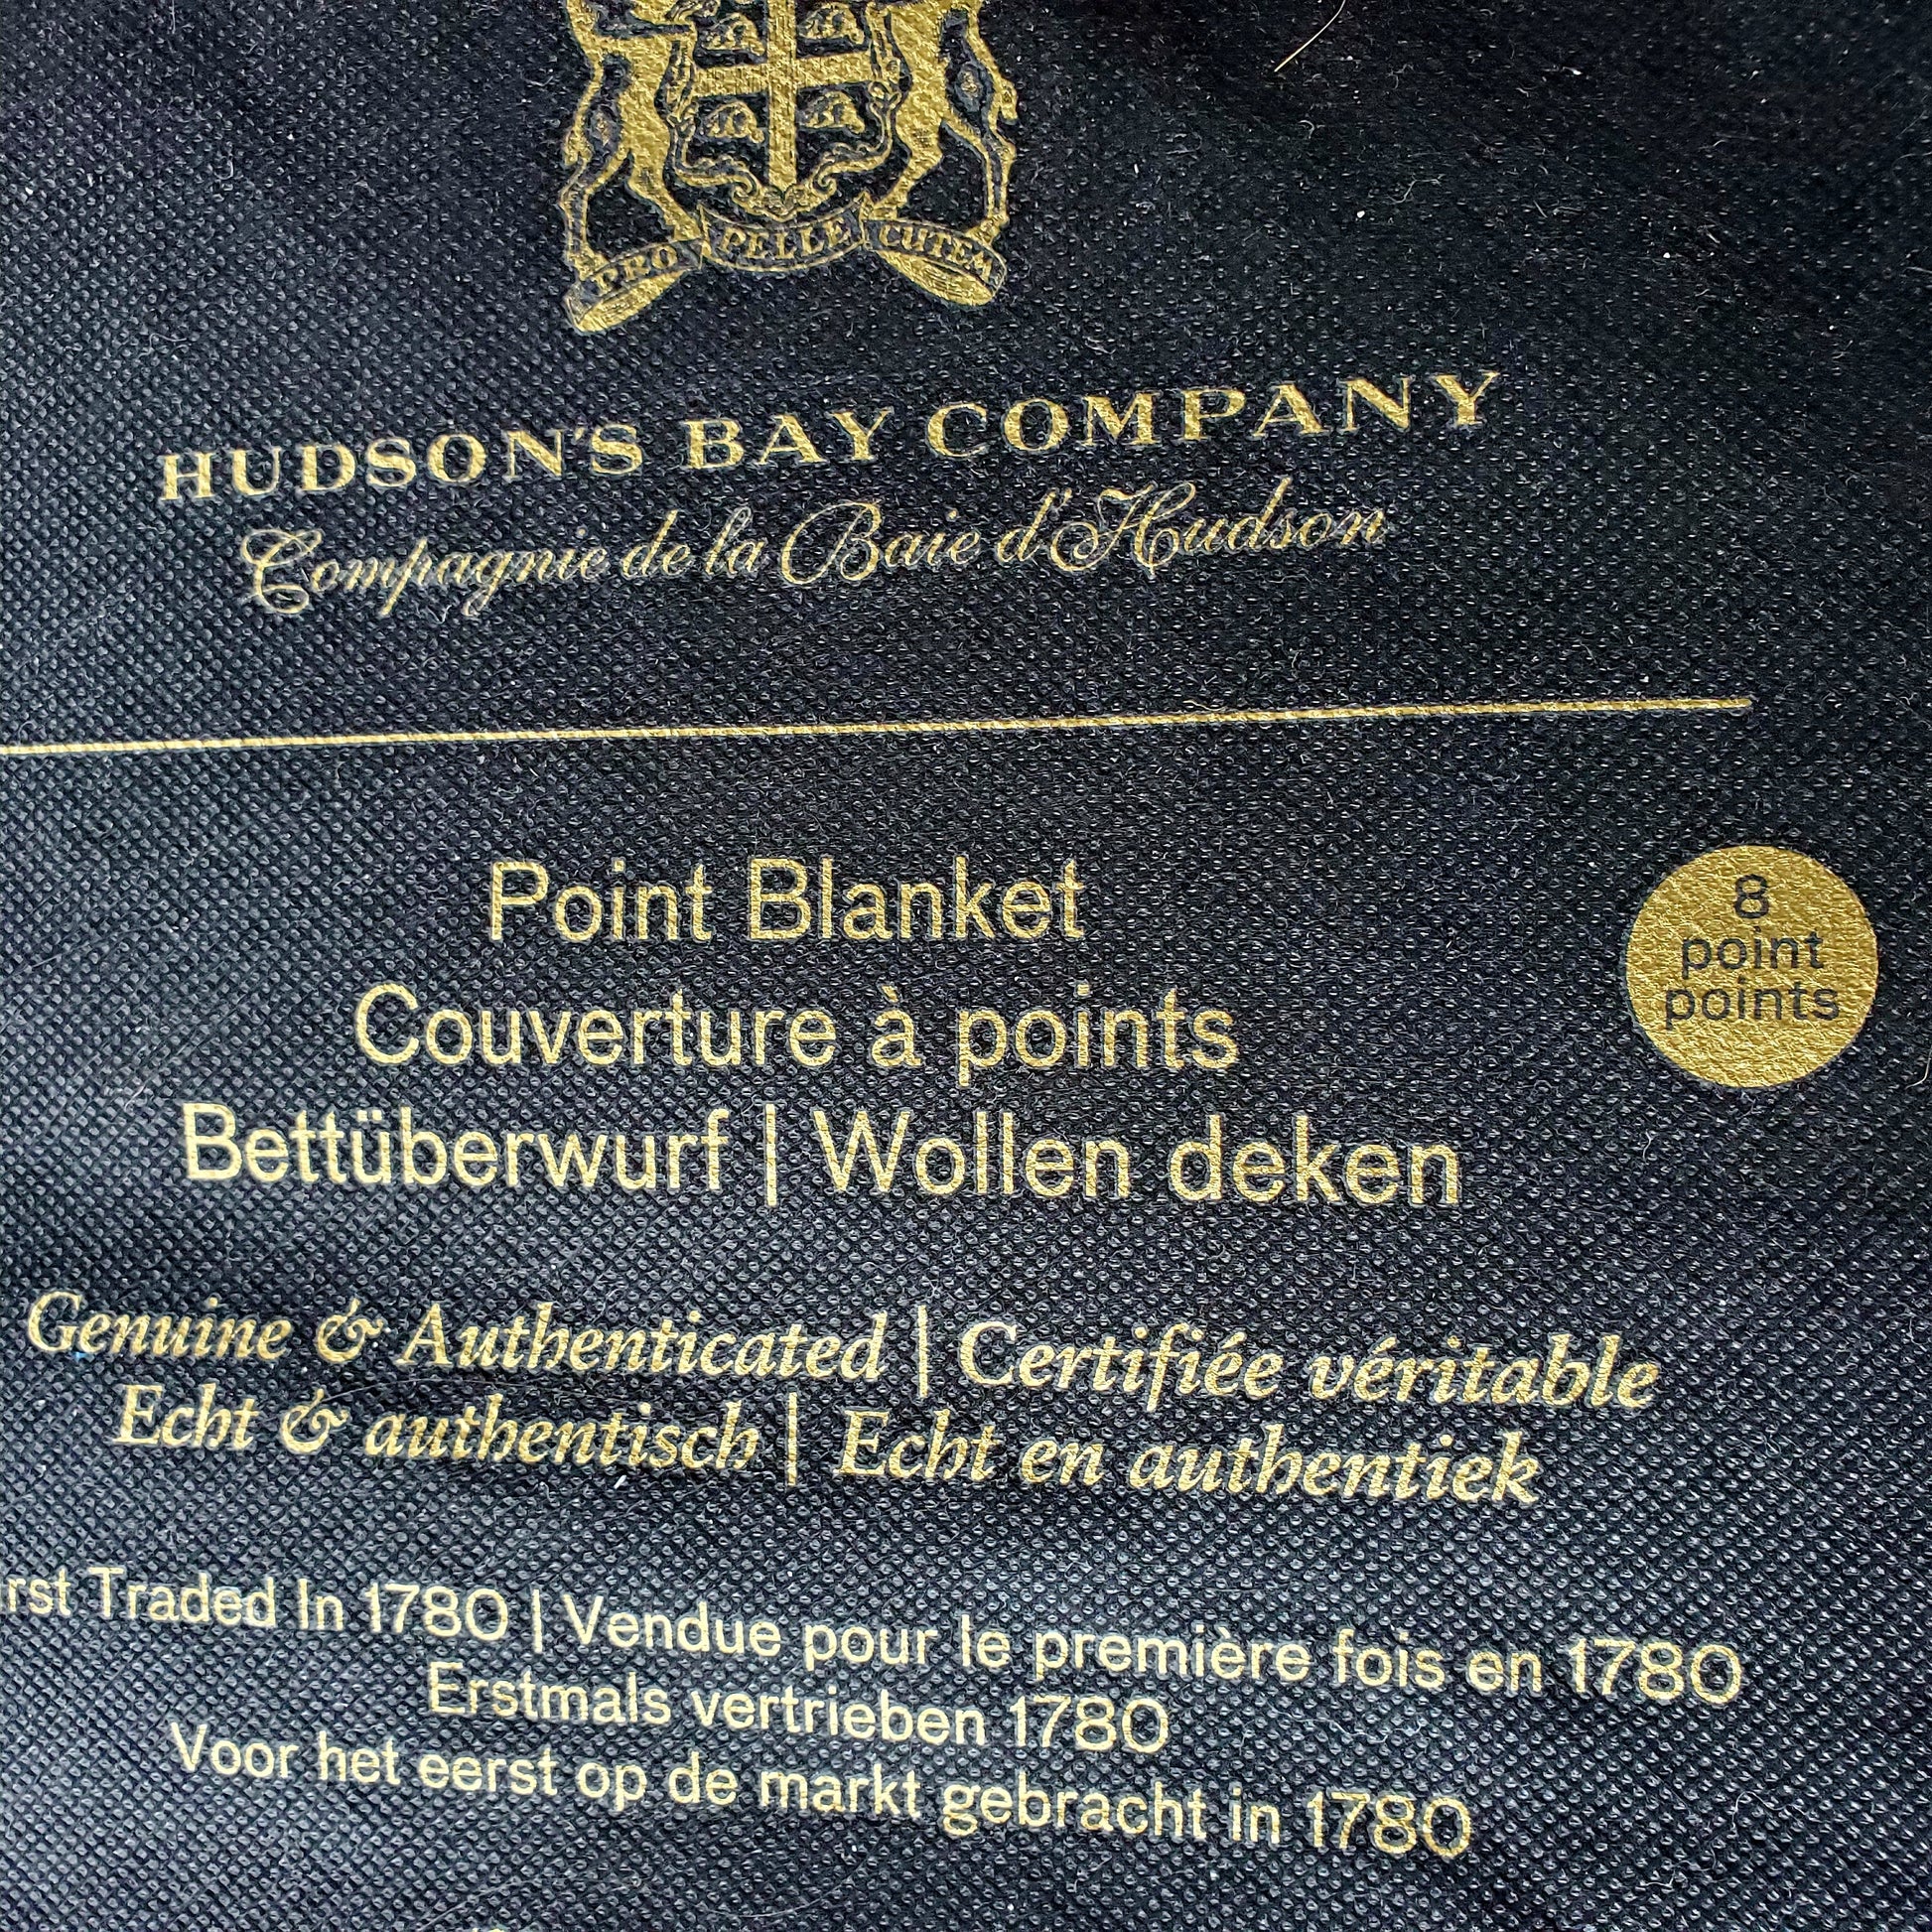 PRO PELLE CUTEM
HUDSON'S BAY COMPANY
Compagnie de la Baie d'Hudson
Point Blanket
Couverture à points
Bettüberwurf | Wollen deken
8
point
points
Genuine & Authenticated | Certifiée véritable
Echt & authentisch | Echt en authentiek
rst Traded In 1780 | Vendue pour le première fois en 1780
Erstmals vertrieben 1780
Voor het eerst op de markt gebracht in 1780